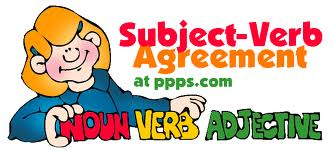 Subject-Verb
Agreement
at ppps.com
NOUN VERB ADJECTIVE